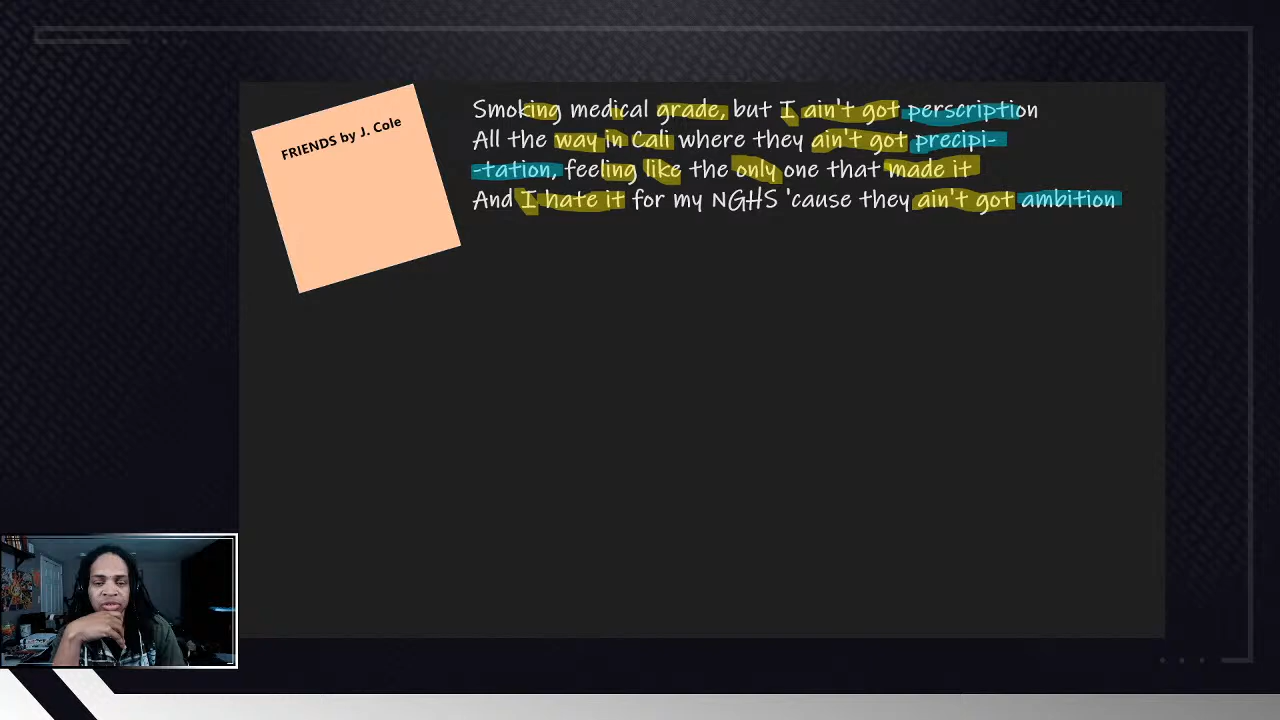 FRIENDS by J. Cole
Smoking medical grade, but I ain't got perscription
All the way in Cali where they ain't got precipi-
-tation, feeling like the only one that made it
And I hate it for my NGHS 'cause they ain't got ambition